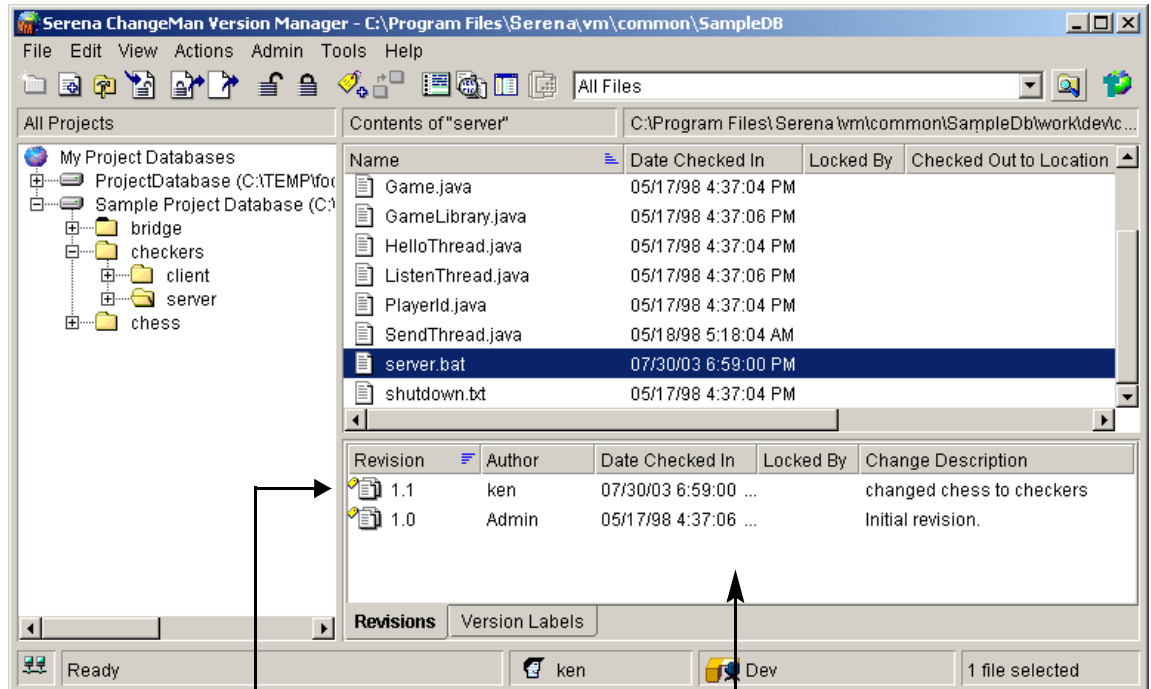 Serena ChangeMan Version Manager - C:\Program Files\Serena\vm\common\SampleDB
File Edit View Actions Admin Tools Help
All Files
All Projects
Contents of "server"
C:\Program Files\Serena\vm\common\SampleDb\work\dev\c...
My Project Databases
ProjectDatabase (C:\TEMP\foo
Sample Project Database (C:\
bridge
checkers
client
server
chess
Name Date Checked In Locked By Checked Out to Location
Game.java 05/17/98 4:37:04 PM
GameLibrary.java 05/17/98 4:37:06 PM
HelloThread.java 05/17/98 4:37:04 PM
ListenThread.java 05/17/98 4:37:06 PM
PlayerId.java 05/17/98 4:37:04 PM
SendThread.java 05/18/98 5:18:04 AM
server.bat 07/30/03 6:59:00 PM
shutdown.txt 05/17/98 4:37:04 PM
Revision Author Date Checked In Locked By Change Description
1.1 ken 07/30/03 6:59:00 ... changed chess to checkers
1.0 Admin 05/17/98 4:37:06 ... Initial revision.
Revisions Version Labels
Ready ken Dev 1 file selected